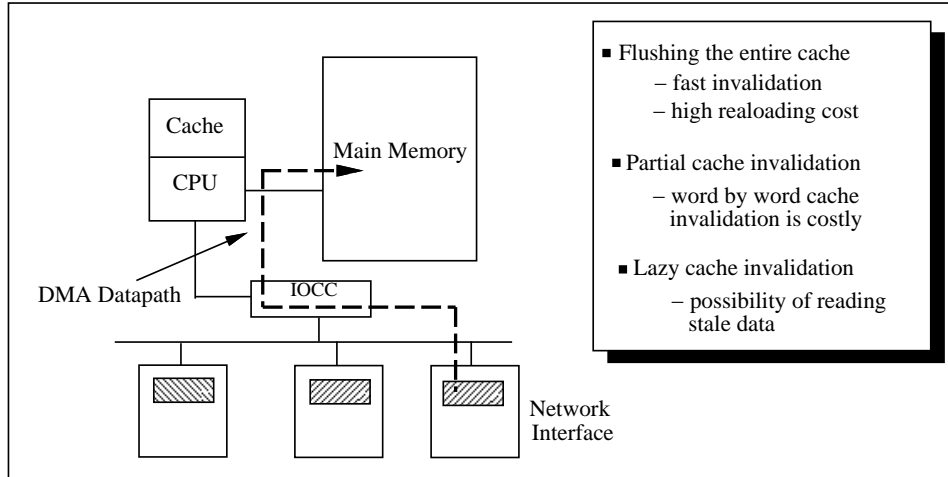 Cache
CPU
Main Memory
DMA Datapath
IOCC
Network
Interface
■ Flushing the entire cache
– fast invalidation
– high realoading cost
■ Partial cache invalidation
– word by word cache
invalidation is costly
■ Lazy cache invalidation
– possibility of reading
stale data